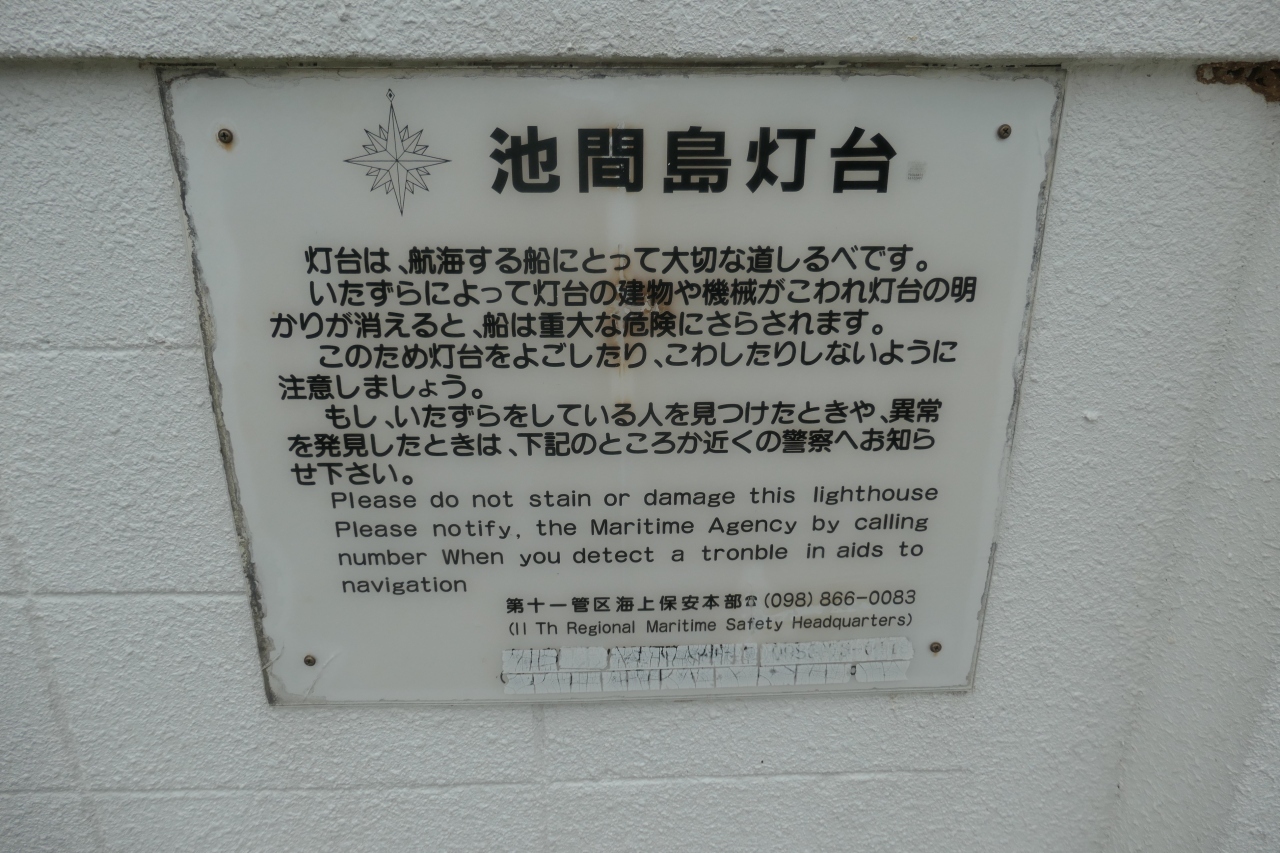 池間島灯台
灯台は、航海する船にとって大切な道しるべです。
いたずらによって灯台の建物や機械がこわれ灯台の明
かりが消えると、船は重大な危険にさらされます。
このため灯台をよごしたり、こわしたりしないように
注意しましょう。
もし、いたずらをしている人を見つけたときや、異常
を発見したときは、下記のところか近くの警察へお知ら
せ下さい。
Please do not stain or damage this lighthouse
Please notify, the Maritime Agency by calling
number When you detect a tronble in aids to
navigation
第十一管区海上保安本部☎(098)866-0083
(II Th Regional Maritime Safety Headquarters)